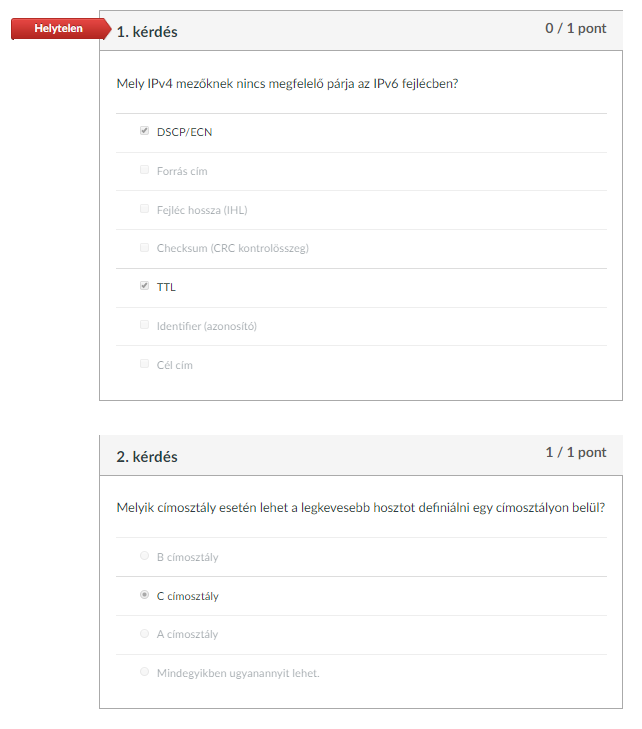 Helytelen
1. kérdés
0 / 1 pont
Mely IPv4 mezőknek nincs megfelelő párja az IPv6 fejlécben?
DSCP/ECN
Forrás cím
Fejléc hossza (IHL)
Checksum (CRC kontrolösszeg)
TTL
Identifier (azonosító)
Cél cím
2. kérdés
1 / 1 pont
Melyik címosztály esetén lehet a legkevesebb hosztot definiálni egy címosztályon belül?
B címosztály
C címosztály
A címosztály
Mindegyikben ugyanannyit lehet.